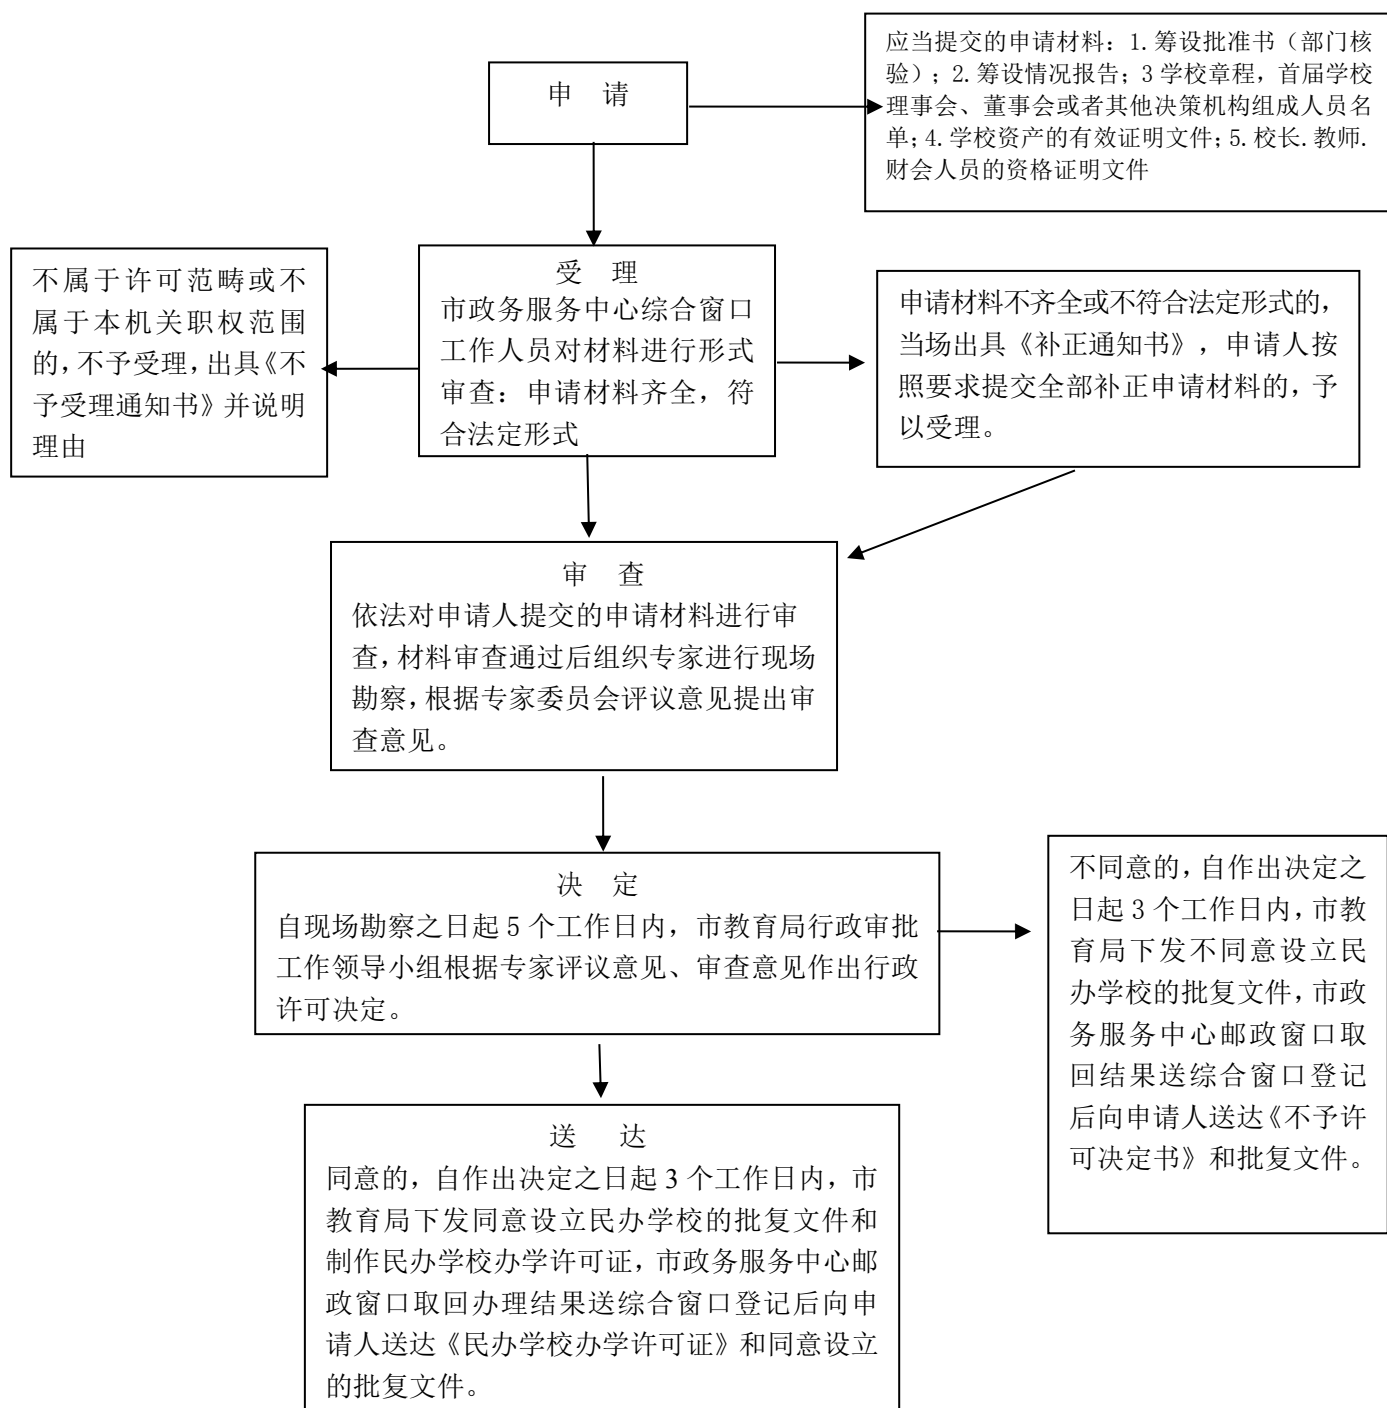 申 请
应当提交的申请材料：1.筹设批准书（部门核
验）；2.筹设情况报告；3 学校章程，首届学校
理事会、董事会或者其他决策机构组成人员名
单；4.学校资产的有效证明文件；5.校长.教师.
财会人员的资格证明文件
不属于许可范畴或不
属于本机关职权范围
的，不予受理，出具《不
予受理通知书》并说明
理由
受 理
市政务服务中心综合窗口
工作人员对材料进行形式
审查：申请材料齐全，符
合法定形式
申请材料不齐全或不符合法定形式的，
当场出具《补正通知书》，申请人按
照要求提交全部补正申请材料的，予
以受理。
审 查
依法对申请人提交的申请材料进行审
查，材料审查通过后组织专家进行现场
勘察，根据专家委员会评议意见提出审
查意见。
决 定
自现场勘察之日起 5 个工作日内，市教育局行政审批
工作领导小组根据专家评议意见、审查意见作出行政
许可决定。
不同意的，自作出决定之
日起 3 个工作日内，市教
育局下发不同意设立民
办学校的批复文件，市政
务服务中心邮政窗口取
回结果送综合窗口登记
后向申请人送达《不予许
可决定书》和批复文件。
送 达
同意的，自作出决定之日起 3 个工作日内，市
教育局下发同意设立民办学校的批复文件和
制作民办学校办学许可证，市政务服务中心邮
政窗口取回办理结果送综合窗口登记后向申
请人送达《民办学校办学许可证》和同意设立
的批复文件。